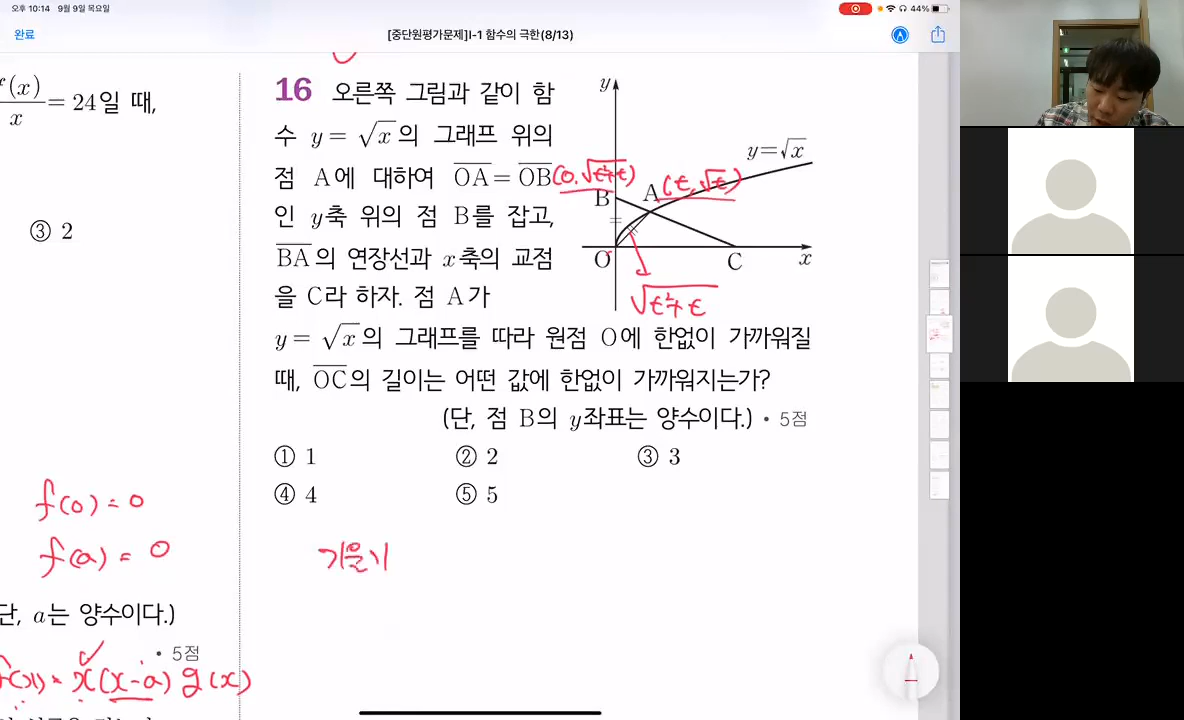 오후 10:14 9월 9일 목요일
44%
완료
[중단원평가문제]I-1 함수의 극한(8/13)
f(x)/x = 24일 때,
③ 2
f(0) = 0
f(a) = 0
단, a는 양수이다.)
• 5점
f(x) = x(x-a) g(x)
16 오른쪽 그림과 같이 함
수 y = √x의 그래프 위의
점 A에 대하여 OA = OB
인 y축 위의 점 B를 잡고,
BA의 연장선과 x축의 교점
을 C라 하자. 점 A가
y = √x의 그래프를 따라 원점 O에 한없이 가까워질
때, OC의 길이는 어떤 값에 한없이 가까워지는가?
(단, 점 B의 y좌표는 양수이다.) • 5점
① 1 ② 2 ③ 3
④ 4 ⑤ 5
y
y=√x
(0, √t²+t)
B
A (t, √t)
O C x
√t²+t
기울기